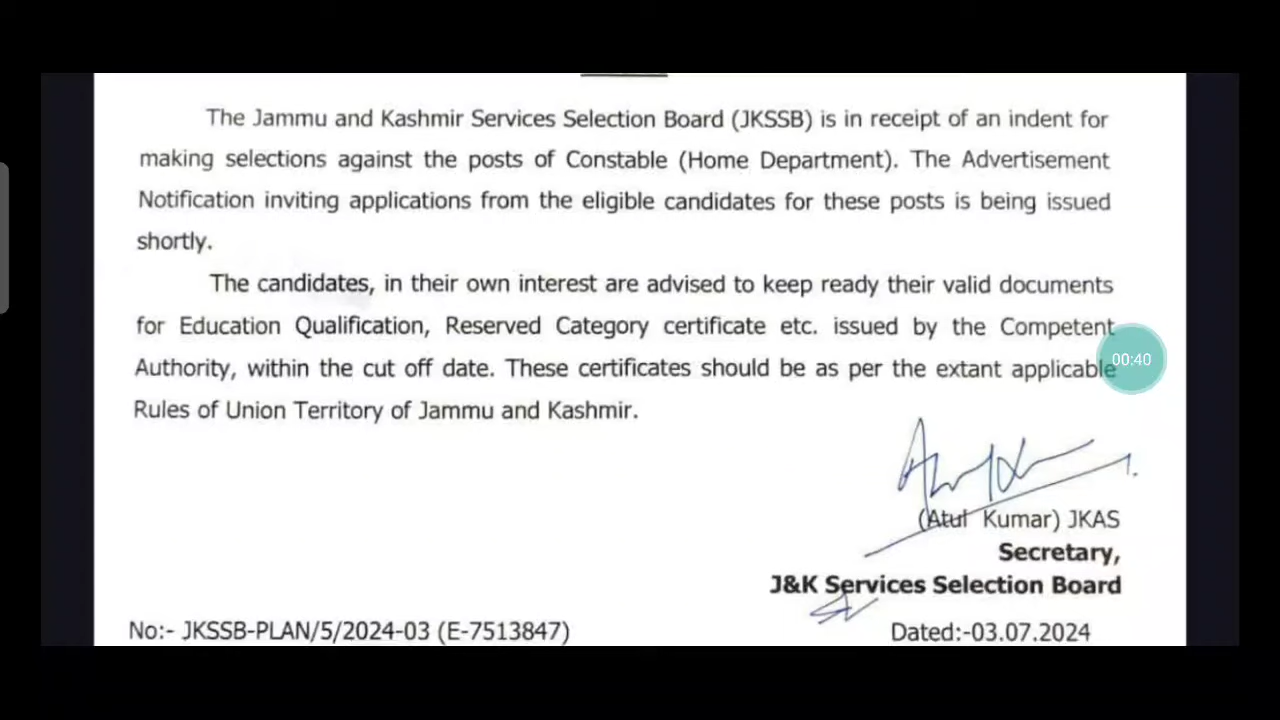 The Jammu and Kashmir Services Selection Board (JKSSB) is in receipt of an indent for
making selections against the posts of Constable (Home Department). The Advertisement
Notification inviting applications from the eligible candidates for these posts is being issued
shortly.
The candidates, in their own interest are advised to keep ready their valid documents
for Education Qualification, Reserved Category certificate etc. issued by the Competent
Authority, within the cut off date. These certificates should be as per the extant applicable
Rules of Union Territory of Jammu and Kashmir.
00:40
(Atul Kumar) JKAS
Secretary,
J&K Services Selection Board
No:- JKSSB-PLAN/5/2024-03 (E-7513847)
Dated:-03.07.2024